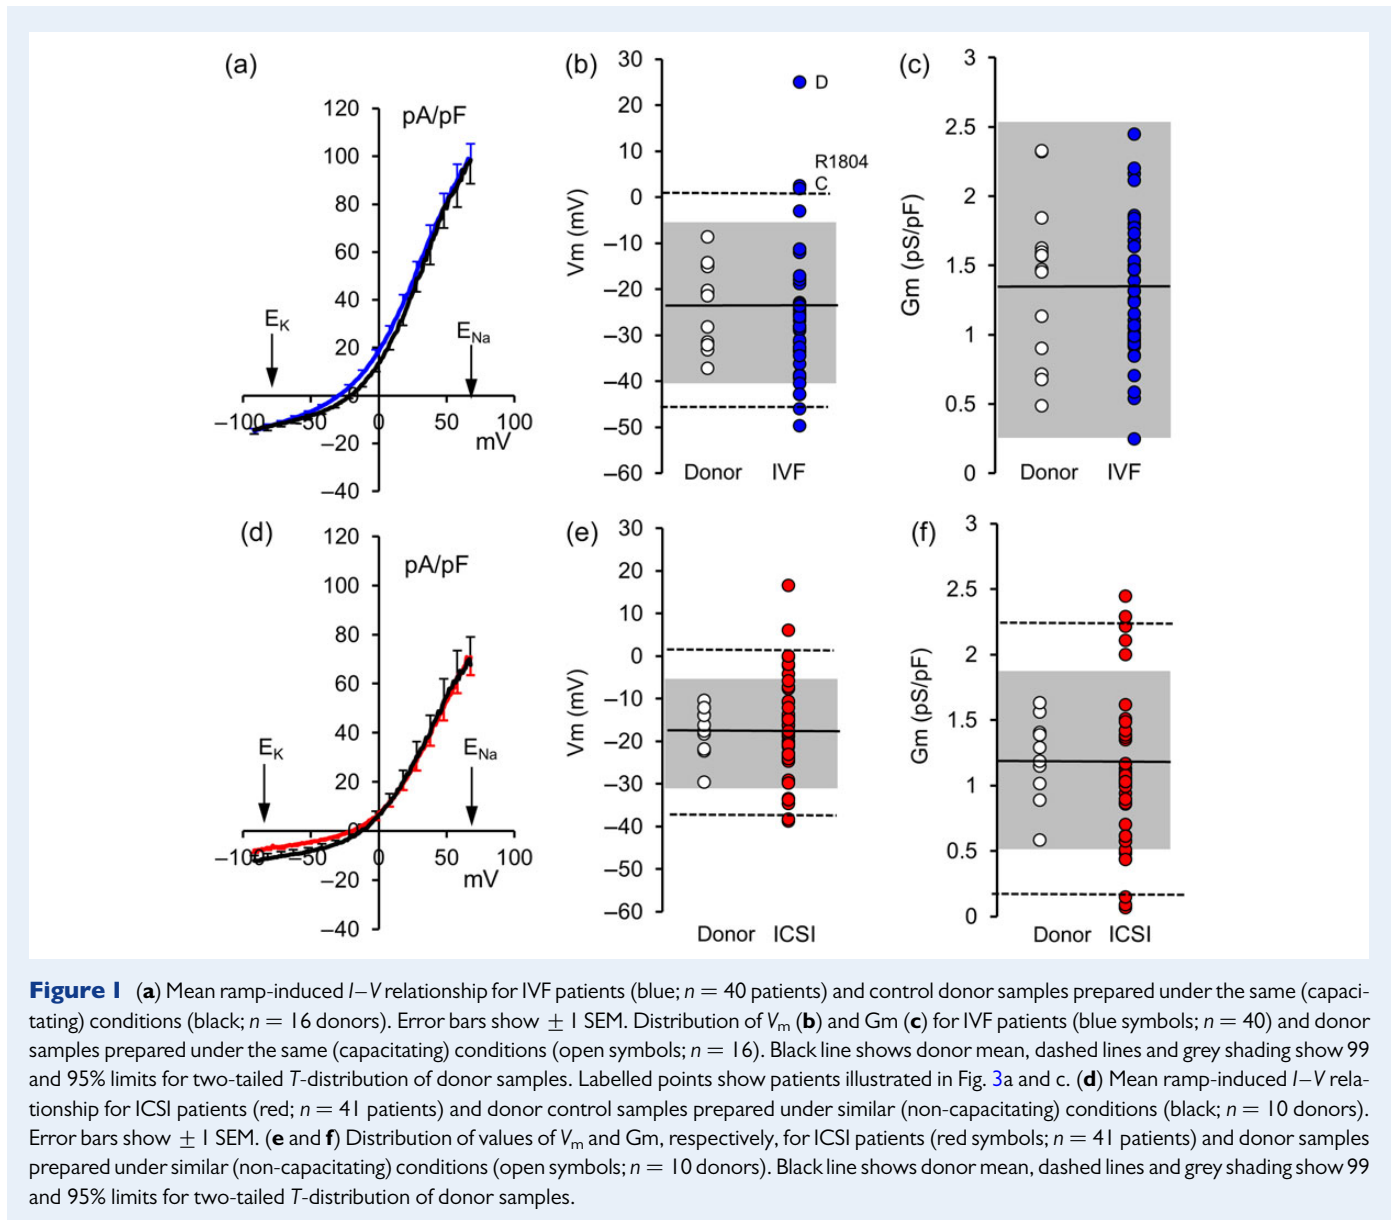 (a)
pA/pF
120
100
80
60
40
20
0
–20
–40
–100
–50
0
50
100
mV
E_K
E_Na
(b)
Vm (mV)
30
20
10
0
–10
–20
–30
–40
–50
–60
D
R1804
C
Donor IVF
(c)
Gm (pS/pF)
3
2.5
2
1.5
1
0.5
0
Donor IVF
(d)
pA/pF
120
100
80
60
40
20
0
–20
–40
–100
–50
0
50
100
mV
E_K
E_Na
(e)
Vm (mV)
30
20
10
0
–10
–20
–30
–40
–50
–60
Donor ICSI
(f)
Gm (pS/pF)
3
2.5
2
1.5
1
0.5
0
Donor ICSI
Figure 1 (a) Mean ramp-induced I–V relationship for IVF patients (blue; n = 40 patients) and control donor samples prepared under the same (capaci-
tating) conditions (black; n = 16 donors). Error bars show ± 1 SEM. Distribution of Vm (b) and Gm (c) for IVF patients (blue symbols; n = 40) and donor
samples prepared under the same (capacitating) conditions (open symbols; n = 16). Black line shows donor mean, dashed lines and grey shading show 99
and 95% limits for two-tailed T-distribution of donor samples. Labelled points show patients illustrated in Fig. 3a and c. (d) Mean ramp-induced I–V rela-
tionship for ICSI patients (red; n = 41 patients) and donor control samples prepared under similar (non-capacitating) conditions (black; n = 10 donors).
Error bars show ± 1 SEM. (e and f) Distribution of values of Vm and Gm, respectively, for ICSI patients (red symbols; n = 41 patients) and donor samples
prepared under similar (non-capacitating) conditions (open symbols; n = 10 donors). Black line shows donor mean, dashed lines and grey shading show 99
and 95% limits for two-tailed T-distribution of donor samples.